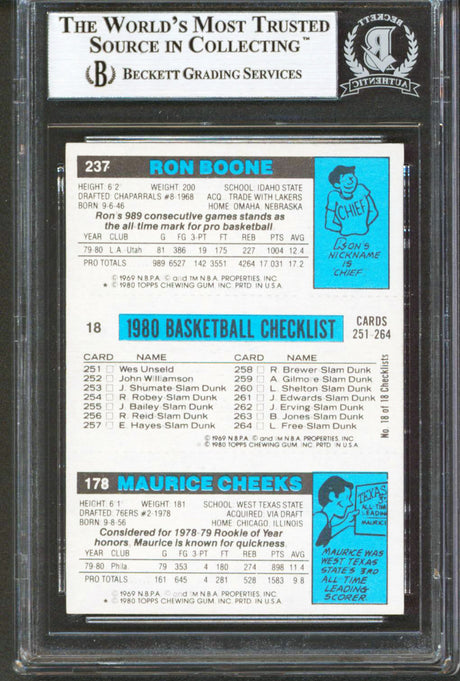 THE WORLD'S MOST TRUSTED
SOURCE IN COLLECTING™
B BECKETT GRADING SERVICES
BECKETT
B
AUTHENTIC
237 RON BOONE
HEIGHT: 6'2" WEIGHT: 200 SCHOOL: IDAHO STATE
DRAFTED: CHAPARRALS #8-1968 ACQ.: TRADE WITH LAKERS
BORN: 9-6-46 HOME: OMAHA, NEBRASKA
Ron's 989 consecutive games stands as
the all-time mark for pro basketball
YEAR CLUB G FG 3-PT FT REB PTS AVG
79-80 L.A.-Utah 81 386 19 175 227 1004 12.4
PRO TOTALS 989 6527 142 3551 4264 17,031 17.2
© 1969 N.B.P.A. © and TM N.B.A. PROPERTIES, INC.
* © 1980 TOPPS CHEWING GUM, INC. PRTD. IN U.S.A.
CHIEF
RON'S
NICKNAME
IS
CHIEF
18 1980 BASKETBALL CHECKLIST CARDS
251-264
CARD NAME CARD NAME
251 Wes Unseld 258 R. Brewer Slam Dunk
252 John Williamson 259 A. Gilmore Slam Dunk
253 J. Shumate Slam Dunk 260 L. Shelton Slam Dunk
254 R. Robey Slam Dunk 261 J. Edwards Slam Dunk
255 J. Bailey Slam Dunk 262 J. Erving Slam Dunk
256 R. Reid Slam Dunk 263 B. Jones Slam Dunk
257 E. Hayes Slam Dunk 264 L. Free Slam Dunk
No. 18 of 18 Checklists
© 1969 N.B.P.A. © and TM N.B.A. PROPERTIES, INC.
© 1980 TOPPS CHEWING GUM, INC. PRTD. IN U.S.A.
178 MAURICE CHEEKS
HEIGHT: 6'1" WEIGHT: 181 SCHOOL: WEST TEXAS STATE
DRAFTED: 76ERS #2-1978 ACQUIRED: VIA DRAFT
BORN: 9-8-56 HOME: CHICAGO, ILLINOIS
Considered for 1978-79 Rookie of Year
honors. Maurice is known for quickness.
YEAR CLUB G FG 3-PT FT REB PTS AVG
79-80 Phila. 79 353 4 180 274 898 11.4
PRO TOTALS 161 645 4 281 528 1583 9.8
© 1969 N.B.P.A. © and TM N.B.A. PROPERTIES, INC.
* © 1980 TOPPS CHEWING GUM, INC. PRTD. IN U.S.A.
TEXAS
ALL-TIME
LEADING
MAURICE
MAURICE WAS
WEST TEXAS
STATE'S 3RD
ALL TIME
LEADING
SCORER.